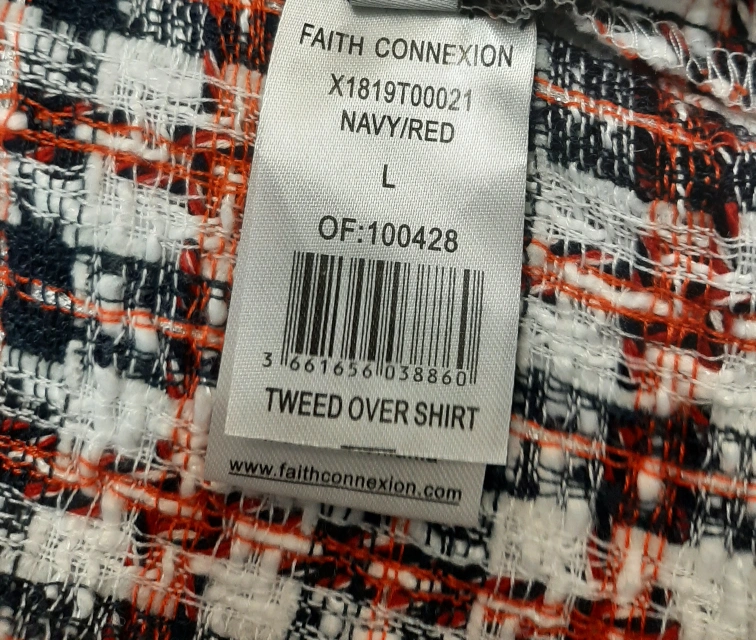 FAITH CONNEXION
X1819T00021
NAVY/RED
L
OF:100428
3 661656 038860
TWEED OVER SHIRT
www.faithconnexion.com